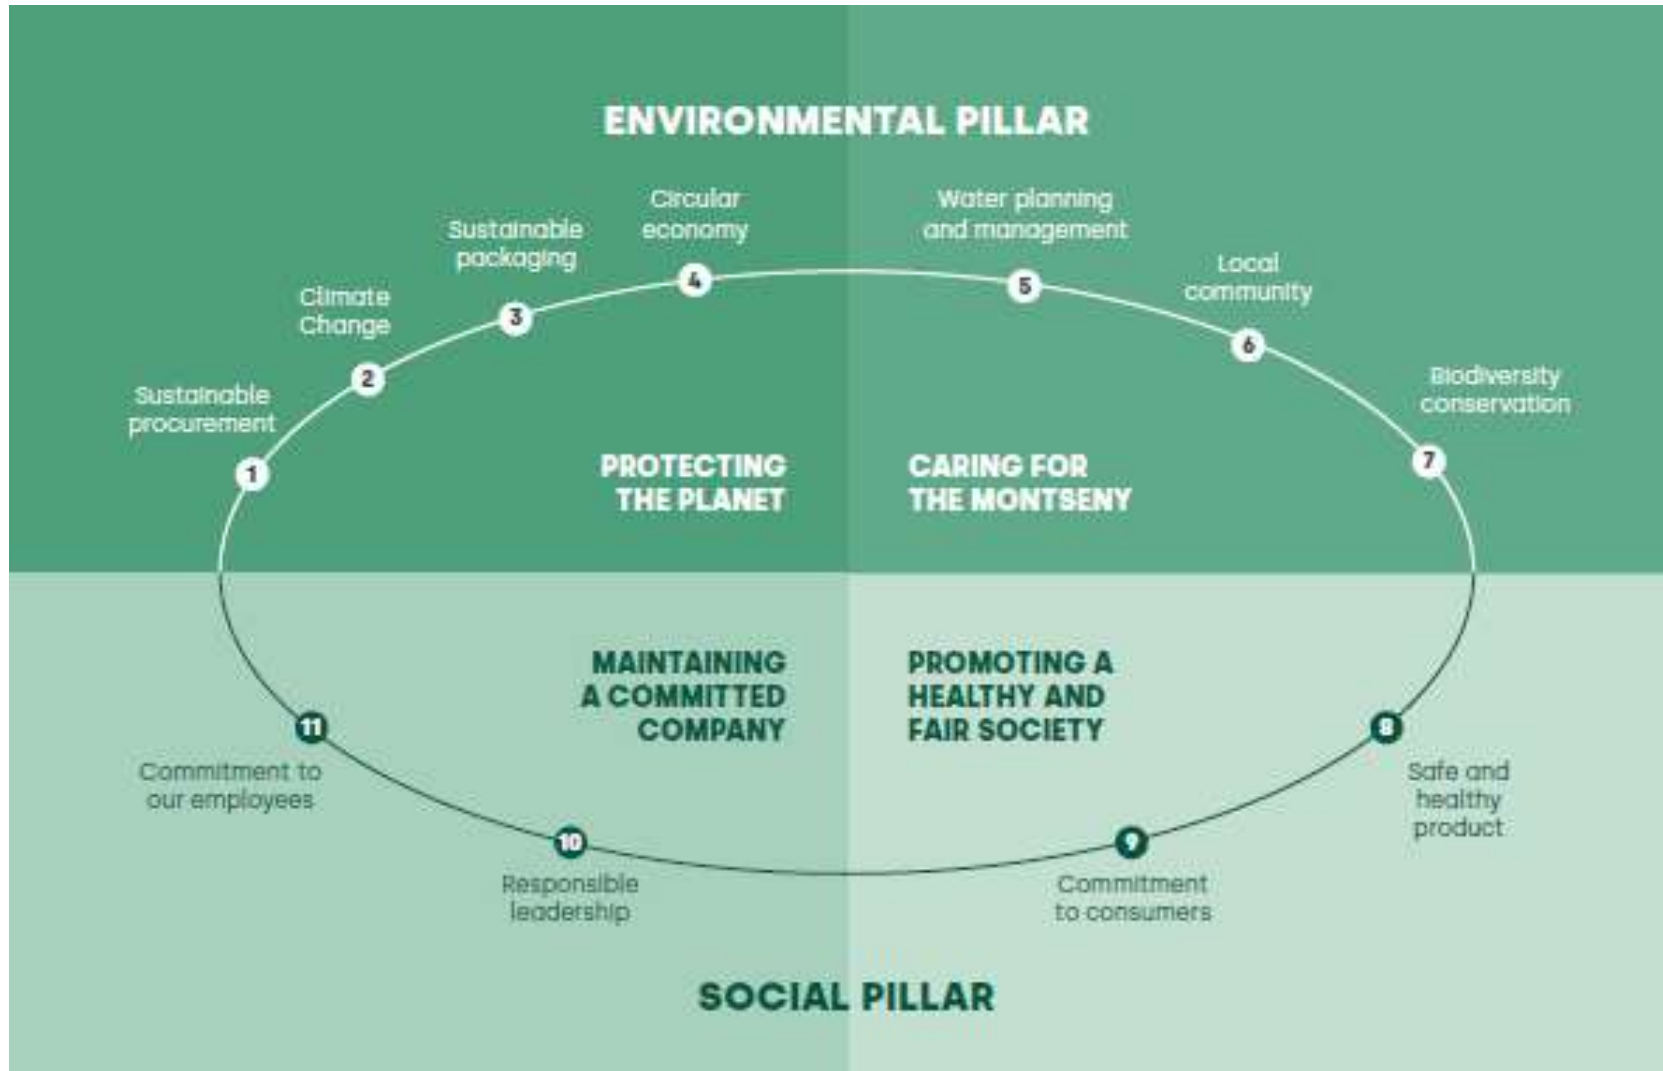 ENVIRONMENTAL PILLAR
Circular
economy
Water planning
and management
Sustainable
packaging
Local
community
Climate
Change
Biodiversity
conservation
Sustainable
procurement
4
5
3
6
2
7
1
PROTECTING
THE PLANET
CARING FOR
THE MONTSENY
MAINTAINING
A COMMITTED
COMPANY
PROMOTING A
HEALTHY AND
FAIR SOCIETY
11
8
Commitment to
our employees
Safe and
healthy
product
10
9
Responsible
leadership
Commitment
to consumers
SOCIAL PILLAR